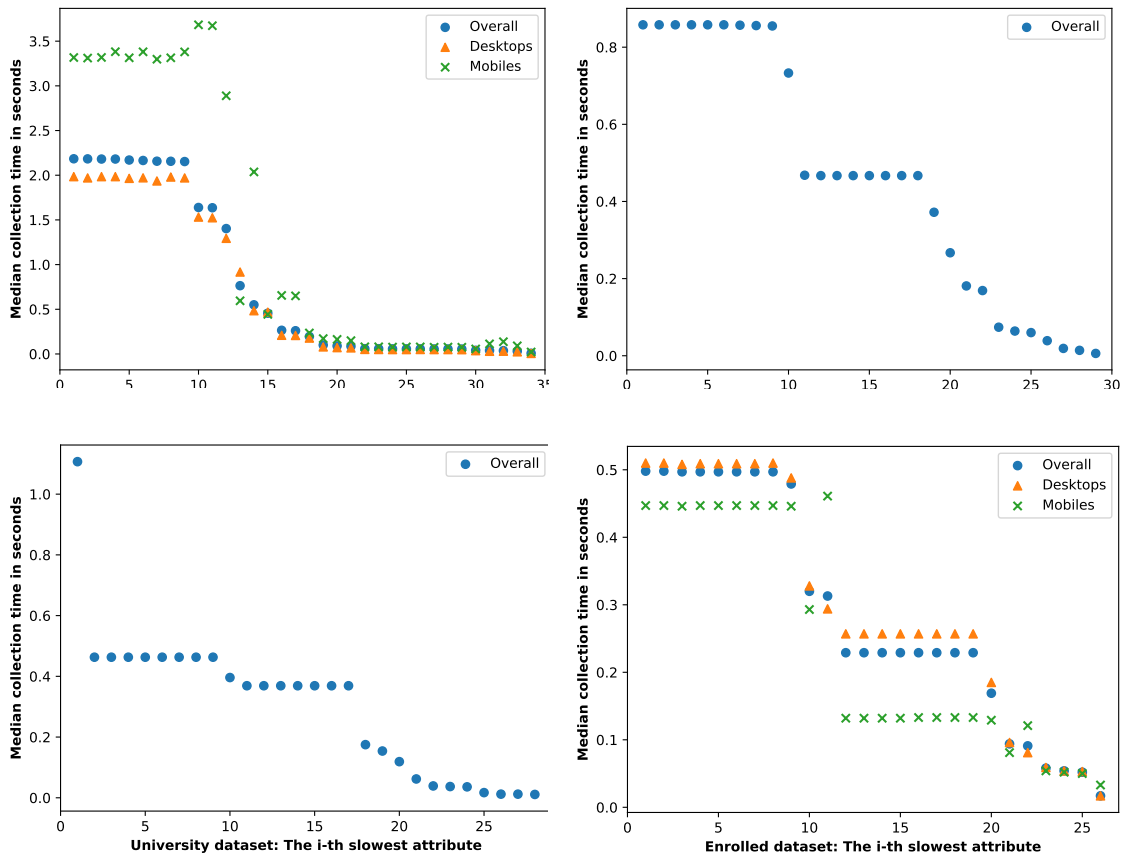 Median collection time in seconds
3.5
3.0
2.5
2.0
1.5
1.0
0.5
0.0
0 5 10 15 20 25 30 35
Overall
Desktops
Mobiles
Median collection time in seconds
0.8
0.6
0.4
0.2
0.0
0 5 10 15 20 25 30
Overall
Median collection time in seconds
1.0
0.8
0.6
0.4
0.2
0.0
0 5 10 15 20 25
Overall
University dataset: The i-th slowest attribute
Median collection time in seconds
0.5
0.4
0.3
0.2
0.1
0.0
0 5 10 15 20 25
Overall
Desktops
Mobiles
Enrolled dataset: The i-th slowest attribute